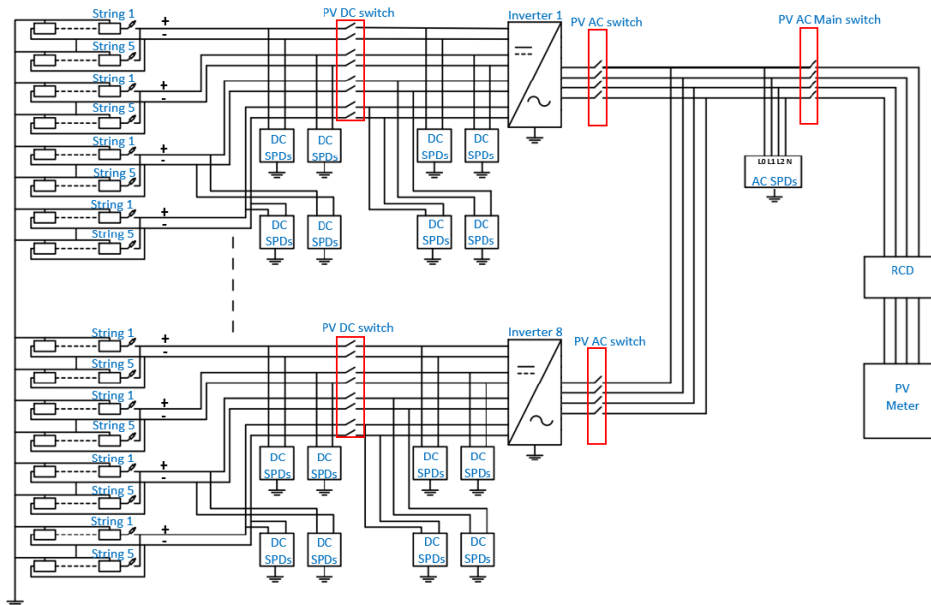 String 1
+
-
String 5
String 1
+
-
String 5
String 1
+
-
String 5
String 1
+
-
String 5
PV DC switch
Inverter 1
PV AC switch
PV AC Main switch
DC
SPDs
DC
SPDs
DC
SPDs
DC
SPDs
DC
SPDs
DC
SPDs
DC
SPDs
DC
SPDs
L0 L1 L2 N
AC SPDs
RCD
PV
Meter
String 1
+
-
String 5
String 1
+
-
String 5
String 1
+
-
String 5
String 1
+
-
String 5
PV DC switch
Inverter 8
PV AC switch
DC
SPDs
DC
SPDs
DC
SPDs
DC
SPDs
DC
SPDs
DC
SPDs
DC
SPDs
DC
SPDs